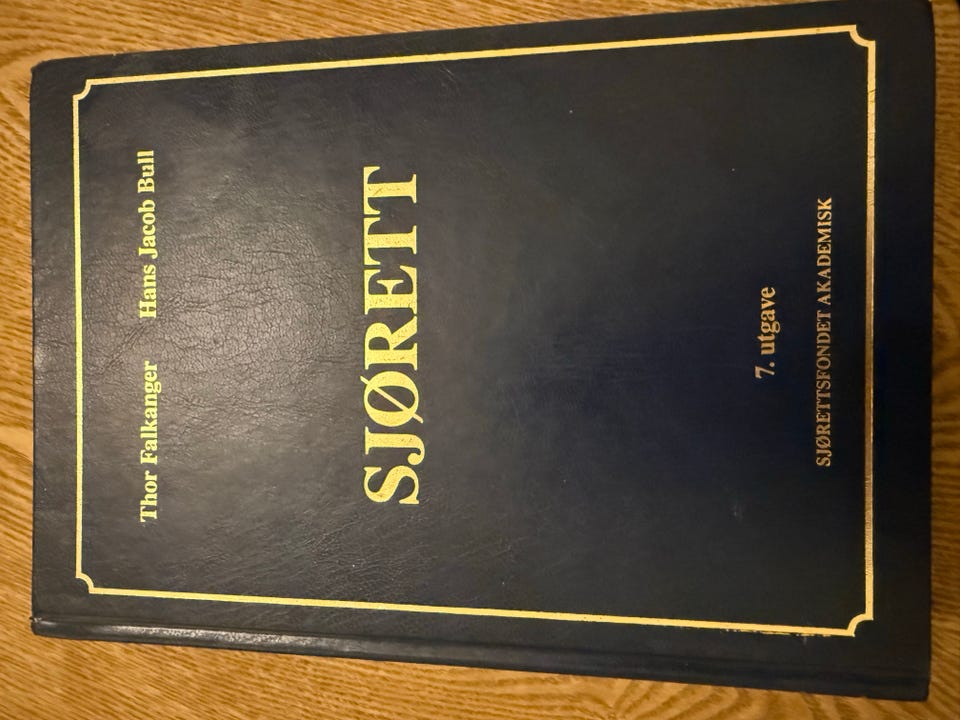 Thor Falkanger Hans Jacob Bull
SJØRETT
7. utgave
SJØRETTSFONDET AKADEMISK